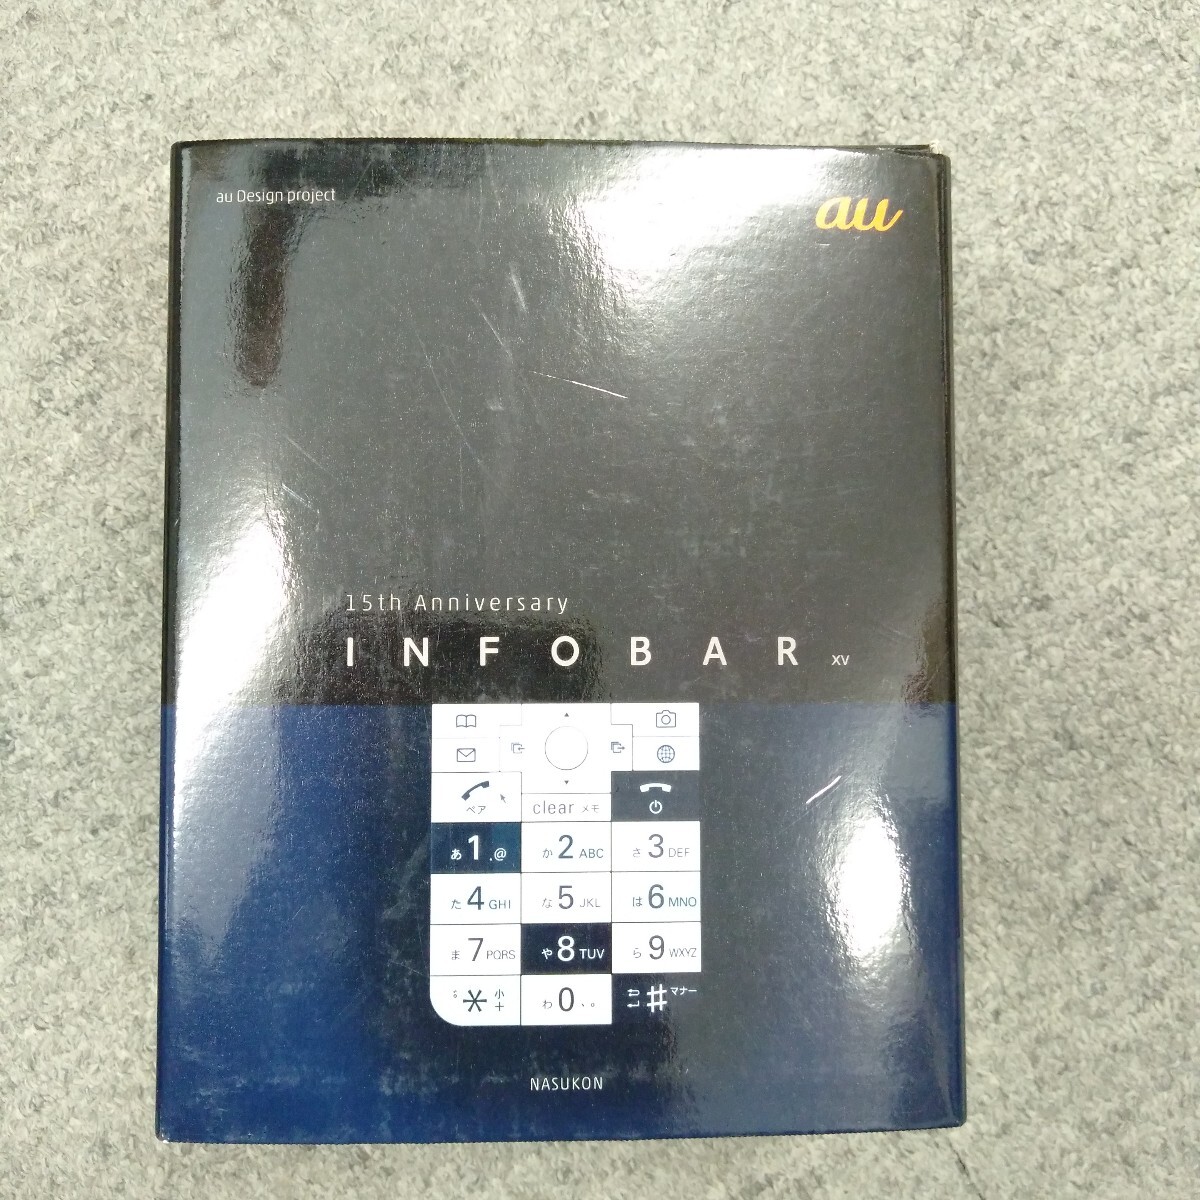 au Design project
au
15th Anniversary
INFOBAR xv
ペア
clear メモ
あ 1 .@
か 2 ABC
さ 3 DEF
た 4 GHI
な 5 JKL
は 6 MNO
ま 7 PQRS
や 8 TUV
ら 9 WXYZ
゛゜ * 小
わ 0 、。
# マナー
NASUKON